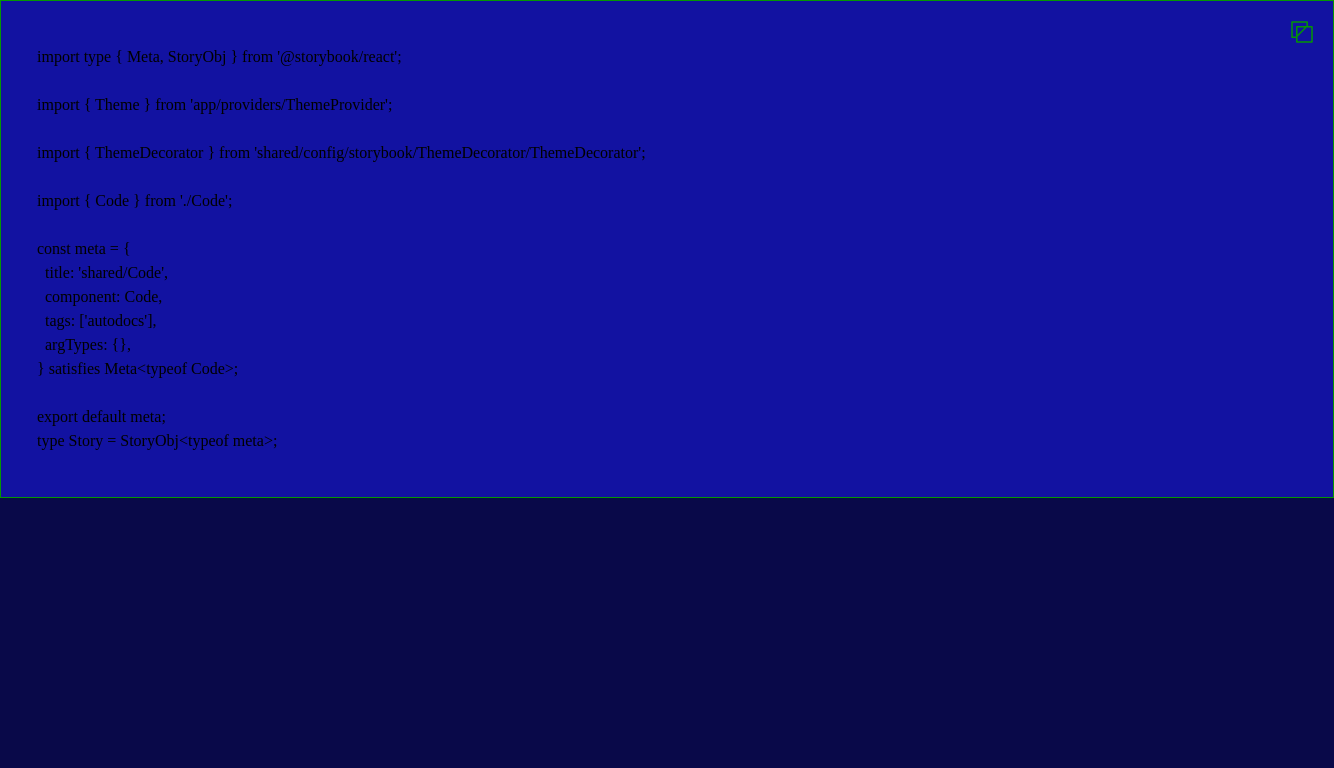 import type { Meta, StoryObj } from '@storybook/react';
import { Theme } from 'app/providers/ThemeProvider';
import { ThemeDecorator } from 'shared/config/storybook/ThemeDecorator/ThemeDecorator';
import { Code } from './Code';
const meta = {
  title: 'shared/Code',
  component: Code,
  tags: ['autodocs'],
  argTypes: {},
} satisfies Meta<typeof Code>;
export default meta;
type Story = StoryObj<typeof meta>;